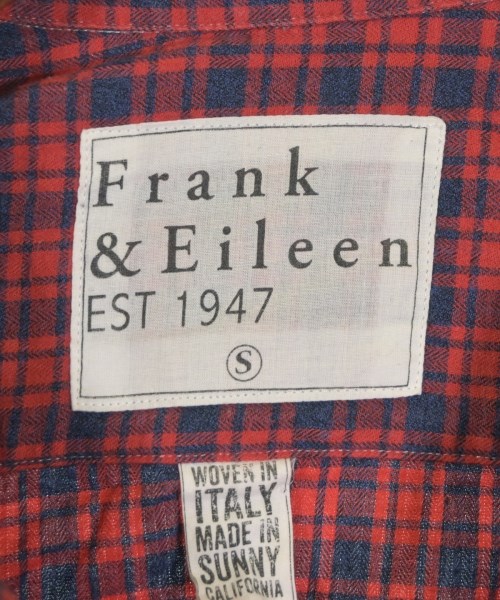 Frank
& Eileen
EST 1947
S
WOVEN IN
ITALY
MADE IN
SUNNY
CALIFORNIA